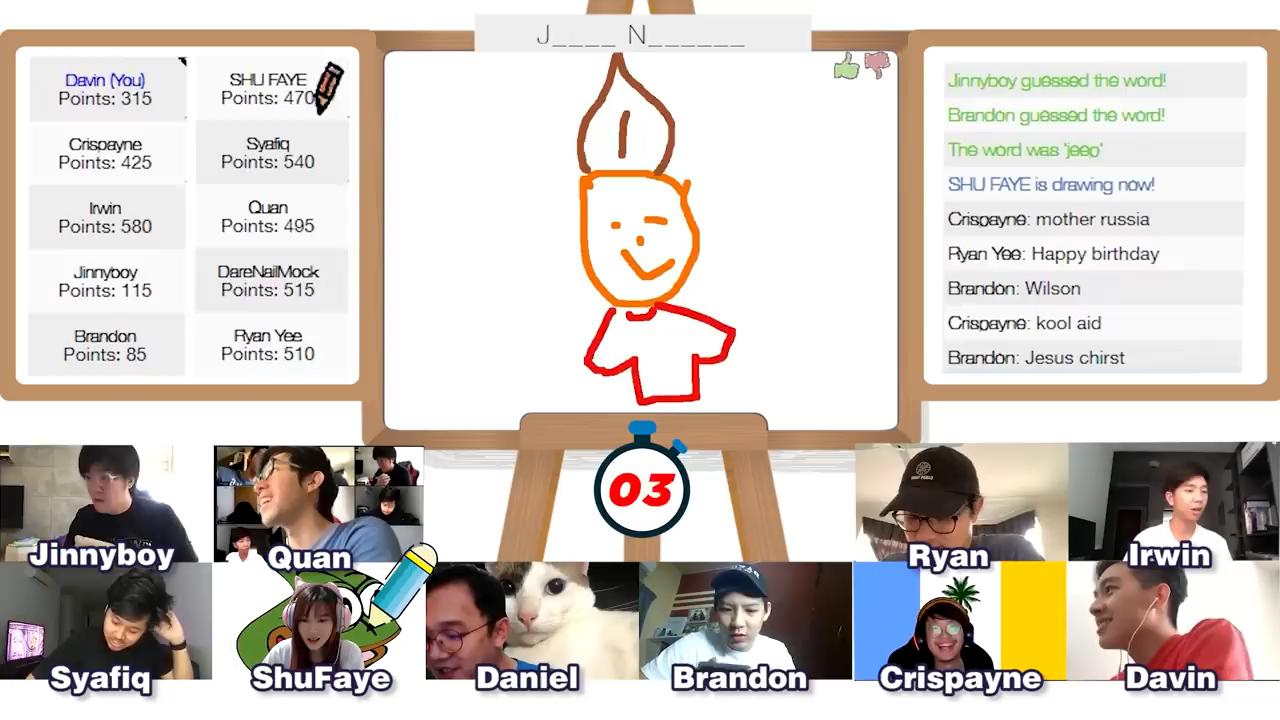 J____ N______
Davin (You)
Points: 315
SHU FAYE
Points: 470
Crispayne
Points: 425
Syafiq
Points: 540
Irwin
Points: 580
Quan
Points: 495
Jinnyboy
Points: 115
DareNailMock
Points: 515
Brandon
Points: 85
Ryan Yee
Points: 510
Jinnyboy guessed the word!
Brandon guessed the word!
The word was 'jeep'
SHU FAYE is drawing now!
Crispayne: mother russia
Ryan Yee: Happy birthday
Brandon: Wilson
Crispayne: kool aid
Brandon: Jesus chirst
03
Jinnyboy
Quan
Ryan
Irwin
Syafiq
ShuFaye
Daniel
Brandon
Crispayne
Davin